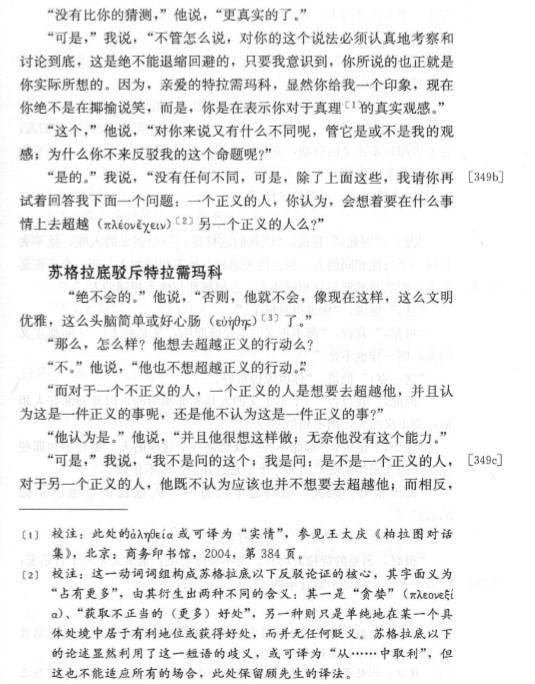 “没有比你的猜测，”他说，“更真实的了。”
“可是，”我说，“不管怎么说，对你的这个说法必须认真地考察和
讨论到底，这是绝不能退缩回避的，只要我意识到，你所说的也正就是
你实际所想的。因为，亲爱的特拉需玛科，显然你给我一个印象，现在
你绝不是在揶揄说笑，而是，你是在表示你对于真理〔1〕的真实观感。”
“这个，”他说，“对你来说又有什么不同呢，管它是或不是我的观
感；为什么你不来反驳我的这个命题呢？”
“是的。”我说，“没有任何不同，可是，除了上面这些，我请你再 [349b]
试着回答我下面一个问题：一个正义的人，你认为，会想着要在什么事
情上去超越（πλέονἔχειν）〔2〕另一个正义的人么？”
苏格拉底驳斥特拉需玛科
“绝不会的。”他说，“否则，他就不会，像现在这样，这么文明
优雅，这么头脑简单或好心肠（εὐήθης）〔3〕了。”
“那么，怎么样？他想去超越正义的行动么？
“不。”他说，“他也不想超越正义的行动。”
“而对于一个不正义的人，一个正义的人是想要去超越他，并且认
为这是一件正义的事呢，还是他不认为这是一件正义的事？”
“他认为是。”他说，“并且他很想这样做；无奈他没有这个能力。”
“可是，”我说，“我不是问的这个；我是问：是不是一个正义的人， [349c]
对于另一个正义的人，他既不认为应该也并不想要去超越他；而相反，
〔1〕 校注：此处的ἀληθεία 或可译为“实情”，参见王太庆《柏拉图对话
集》，北京：商务印书馆，2004，第 384 页。
〔2〕 校注：这一动词词组构成苏格拉底以下反驳论证的核心，其字面义为
“占有更多”，由其衍生出两种不同的含义：其一是“贪婪”（πλεονεξί
α）、“获取不正当的（更多）好处”，另一种则只是单纯地在某一个具
体处境中居于有利地位或获得好处，而并无任何贬义。苏格拉底以下
的论述显然利用了这一短语的歧义，或可译为“从……中取利”，但
这也不能适应所有的场合，此处保留顾先生的译法。